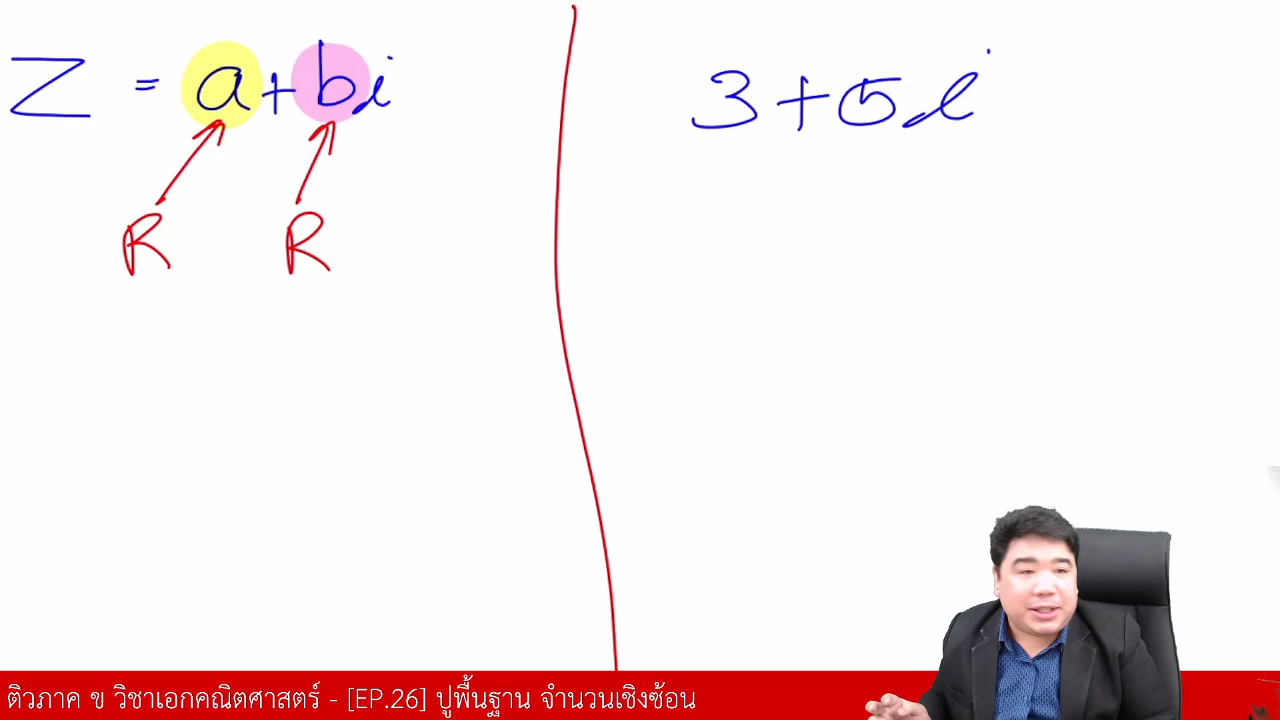 Z = a+bi
R R
3+5i
ติวภาค ข วิชาเอกคณิตศาสตร์ - [EP.26] ปูพื้นฐาน จำนวนเชิงซ้อน